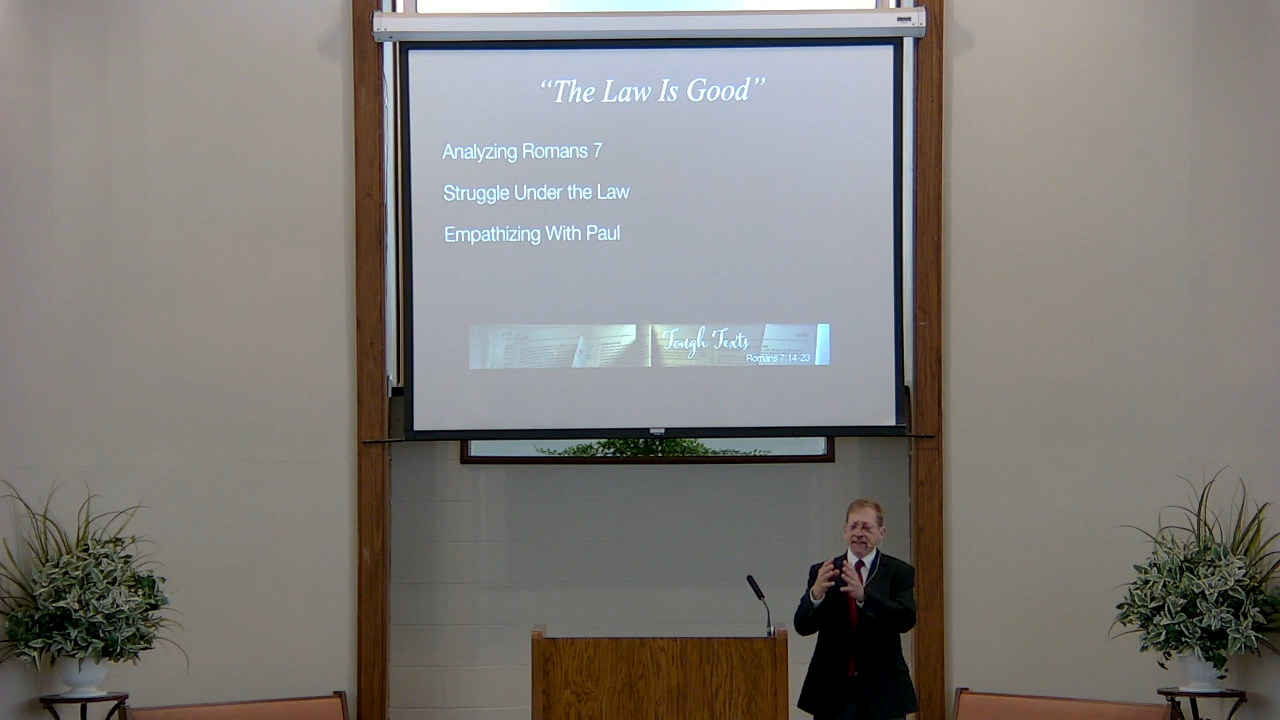 “The Law Is Good”
Analyzing Romans 7
Struggle Under the Law
Empathizing With Paul
Tough Texts
Romans 7:14-23